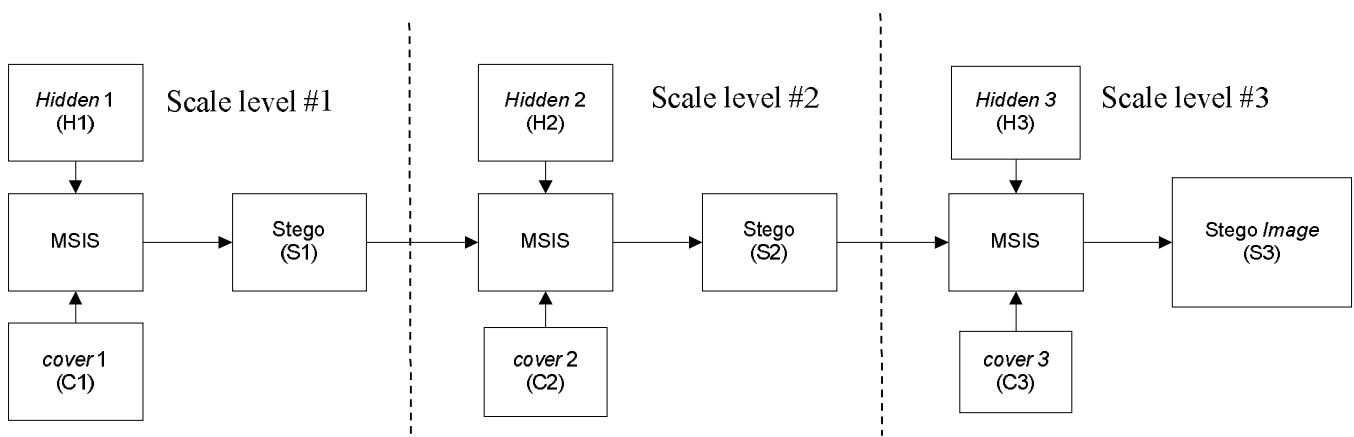 Hidden 1
(H1)
Scale level #1
MSIS
Stego
(S1)
cover 1
(C1)
Hidden 2
(H2)
Scale level #2
MSIS
Stego
(S2)
cover 2
(C2)
Hidden 3
(H3)
Scale level #3
MSIS
Stego Image
(S3)
cover 3
(C3)